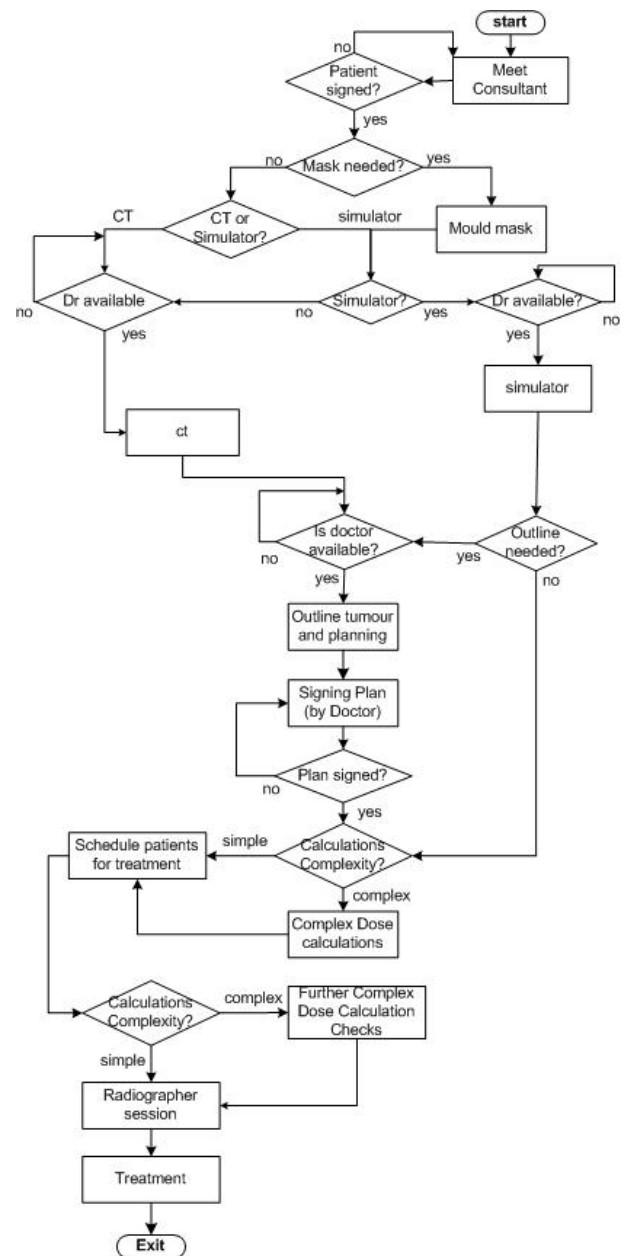 start
no
Patient
signed?
Meet
Consultant
yes
no
Mask needed?
yes
CT
CT or
Simulator?
simulator
Mould mask
Dr available
no
yes
Simulator?
no
yes
Dr available?
yes
no
simulator
ct
Is doctor
available?
no
yes
Outline
needed?
yes
no
Outline tumour
and planning
Signing Plan
(by Doctor)
Plan signed?
no
yes
Schedule patients
for treatment
simple
Calculations
Complexity?
complex
Complex Dose
calculations
Calculations
Complexity?
complex
Further Complex
Dose Calculation
Checks
simple
Radiographer
session
Treatment
Exit